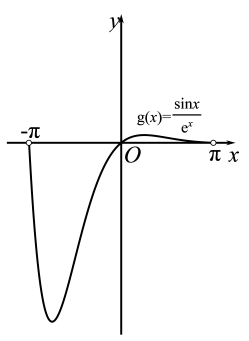 y
g(x)=sinx/e^x
-π
O
π
x